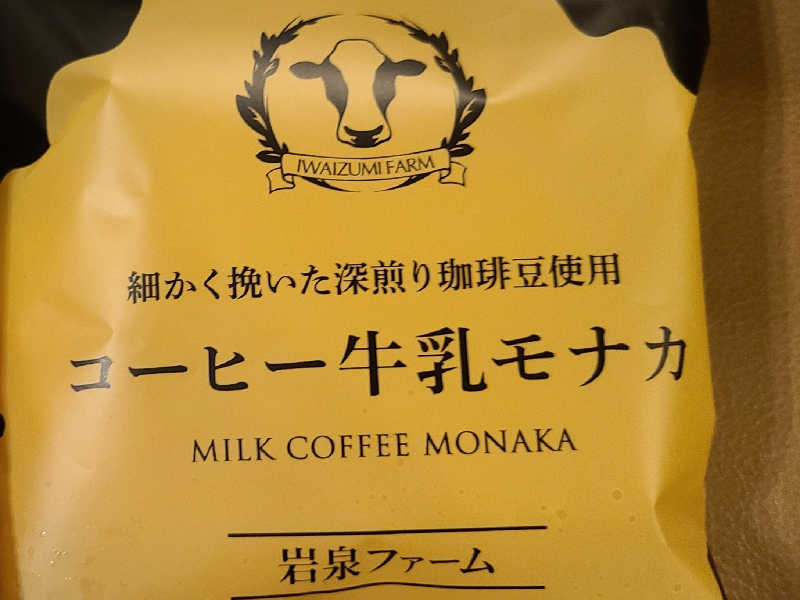 IWAIZUMI FARM
細かく挽いた深煎り珈琲豆使用
コーヒー牛乳モナカ
MILK COFFEE MONAKA
岩泉ファーム